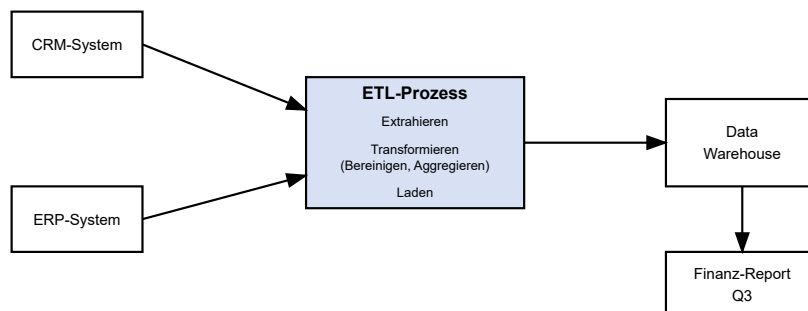 CRM-System
ERP-System
ETL-Prozess
Extrahieren
Transformieren
(Bereinigen, Aggregieren)
Laden
Data
Warehouse
Finanz-Report
Q3